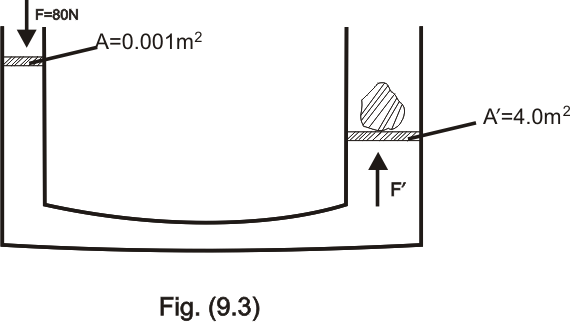 F=80N
A=0.001m²
A′=4.0m²
F′
Fig. (9.3)